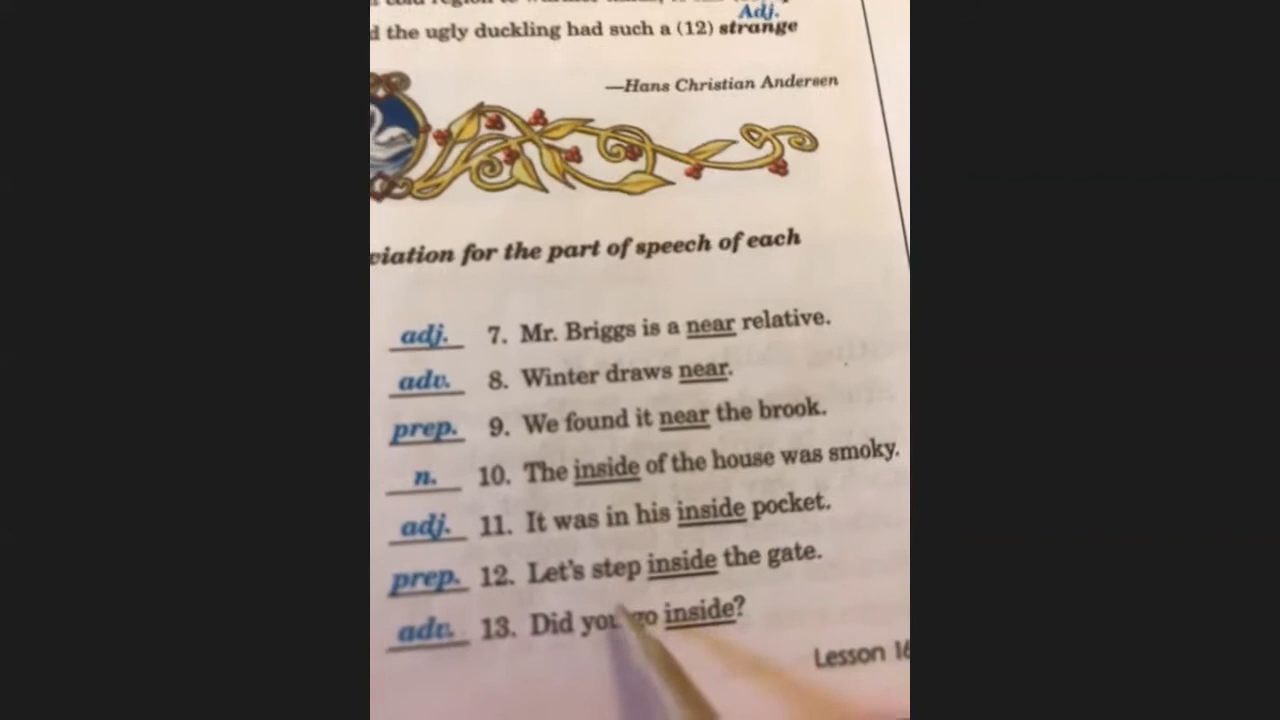 Adj.
the ugly duckling had such a (12) strange
—Hans Christian Andersen
for the part of speech of each
adj. 7. Mr. Briggs is a near relative.
adv. 8. Winter draws near.
prep. 9. We found it near the brook.
n. 10. The inside of the house was smoky.
adj. 11. It was in his inside pocket.
prep. 12. Let's step inside the gate.
adv. 13. Did you go inside?
Lesson 16